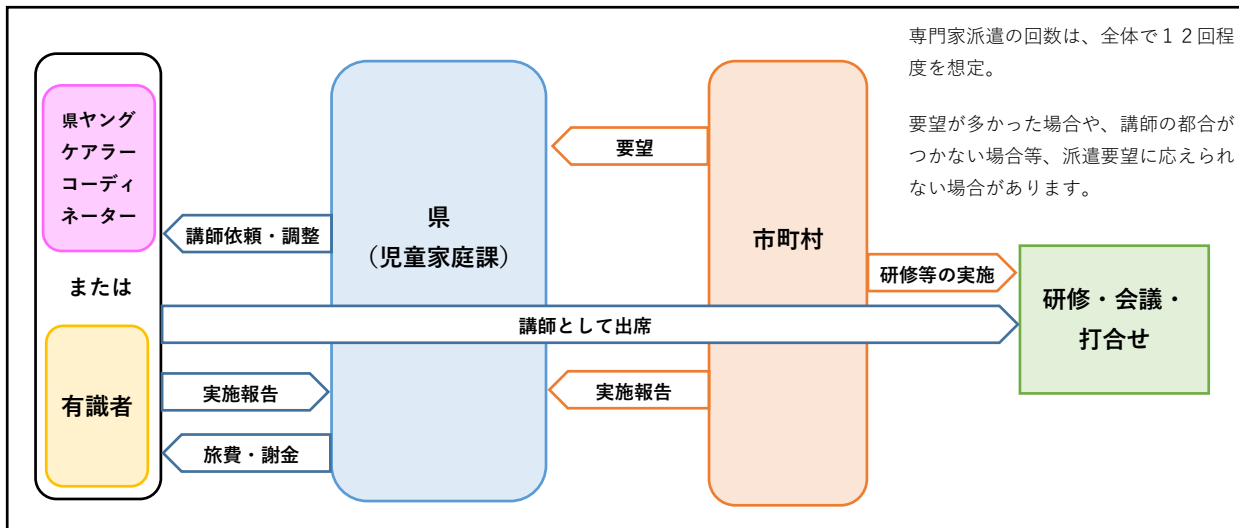 専門家派遣の回数は、全体で１２回程
度を想定。
要望が多かった場合や、講師の都合が
つかない場合等、派遣要望に応えられ
ない場合があります。
県ヤング
ケアラー
コーディ
ネーター
または
有識者
講師依頼・調整
県
（児童家庭課）
要望
市町村
研修等の実施
研修・会議・
打合せ
講師として出席
実施報告
実施報告
旅費・謝金